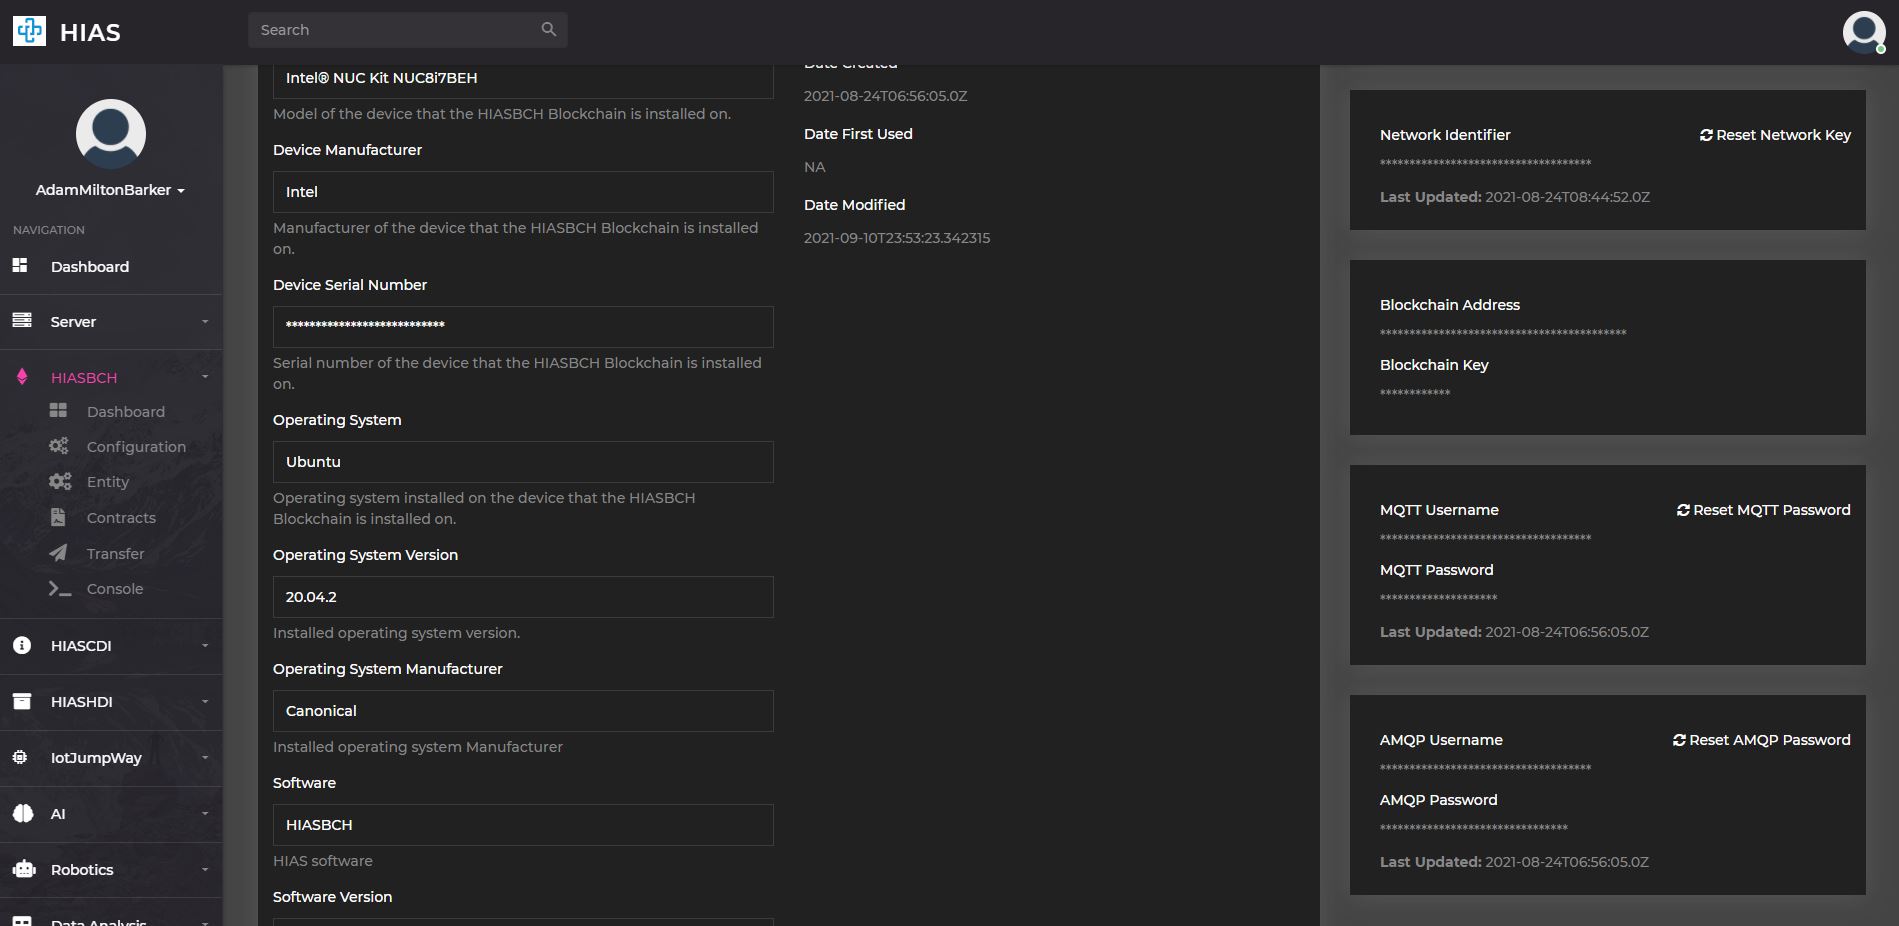 HIAS
Search
AdamMiltonBarker
NAVIGATION
Dashboard
Server
HIASBCH
Dashboard
Configuration
Entity
Contracts
Transfer
Console
HIASCDI
HIASHDI
IotJumpWay
AI
Robotics
Data Analysis
Intel® NUC Kit NUC8i7BEH
Model of the device that the HIASBCH Blockchain is installed on.
Device Manufacturer
Intel
Manufacturer of the device that the HIASBCH Blockchain is installed
on.
Device Serial Number
***************************
Serial number of the device that the HIASBCH Blockchain is installed
on.
Operating System
Ubuntu
Operating system installed on the device that the HIASBCH
Blockchain is installed on.
Operating System Version
20.04.2
Installed operating system version.
Operating System Manufacturer
Canonical
Installed operating system Manufacturer
Software
HIASBCH
HIAS software
Software Version
Date Created
2021-08-24T06:56:05.0Z
Date First Used
NA
Date Modified
2021-09-10T23:53:23.342315
Network Identifier
Reset Network Key
************************************
Last Updated: 2021-08-24T08:44:52.0Z
Blockchain Address
******************************************
Blockchain Key
************
MQTT Username
Reset MQTT Password
************************************
MQTT Password
********************
Last Updated: 2021-08-24T06:56:05.0Z
AMQP Username
Reset AMQP Password
************************************
AMQP Password
********************************
Last Updated: 2021-08-24T06:56:05.0Z